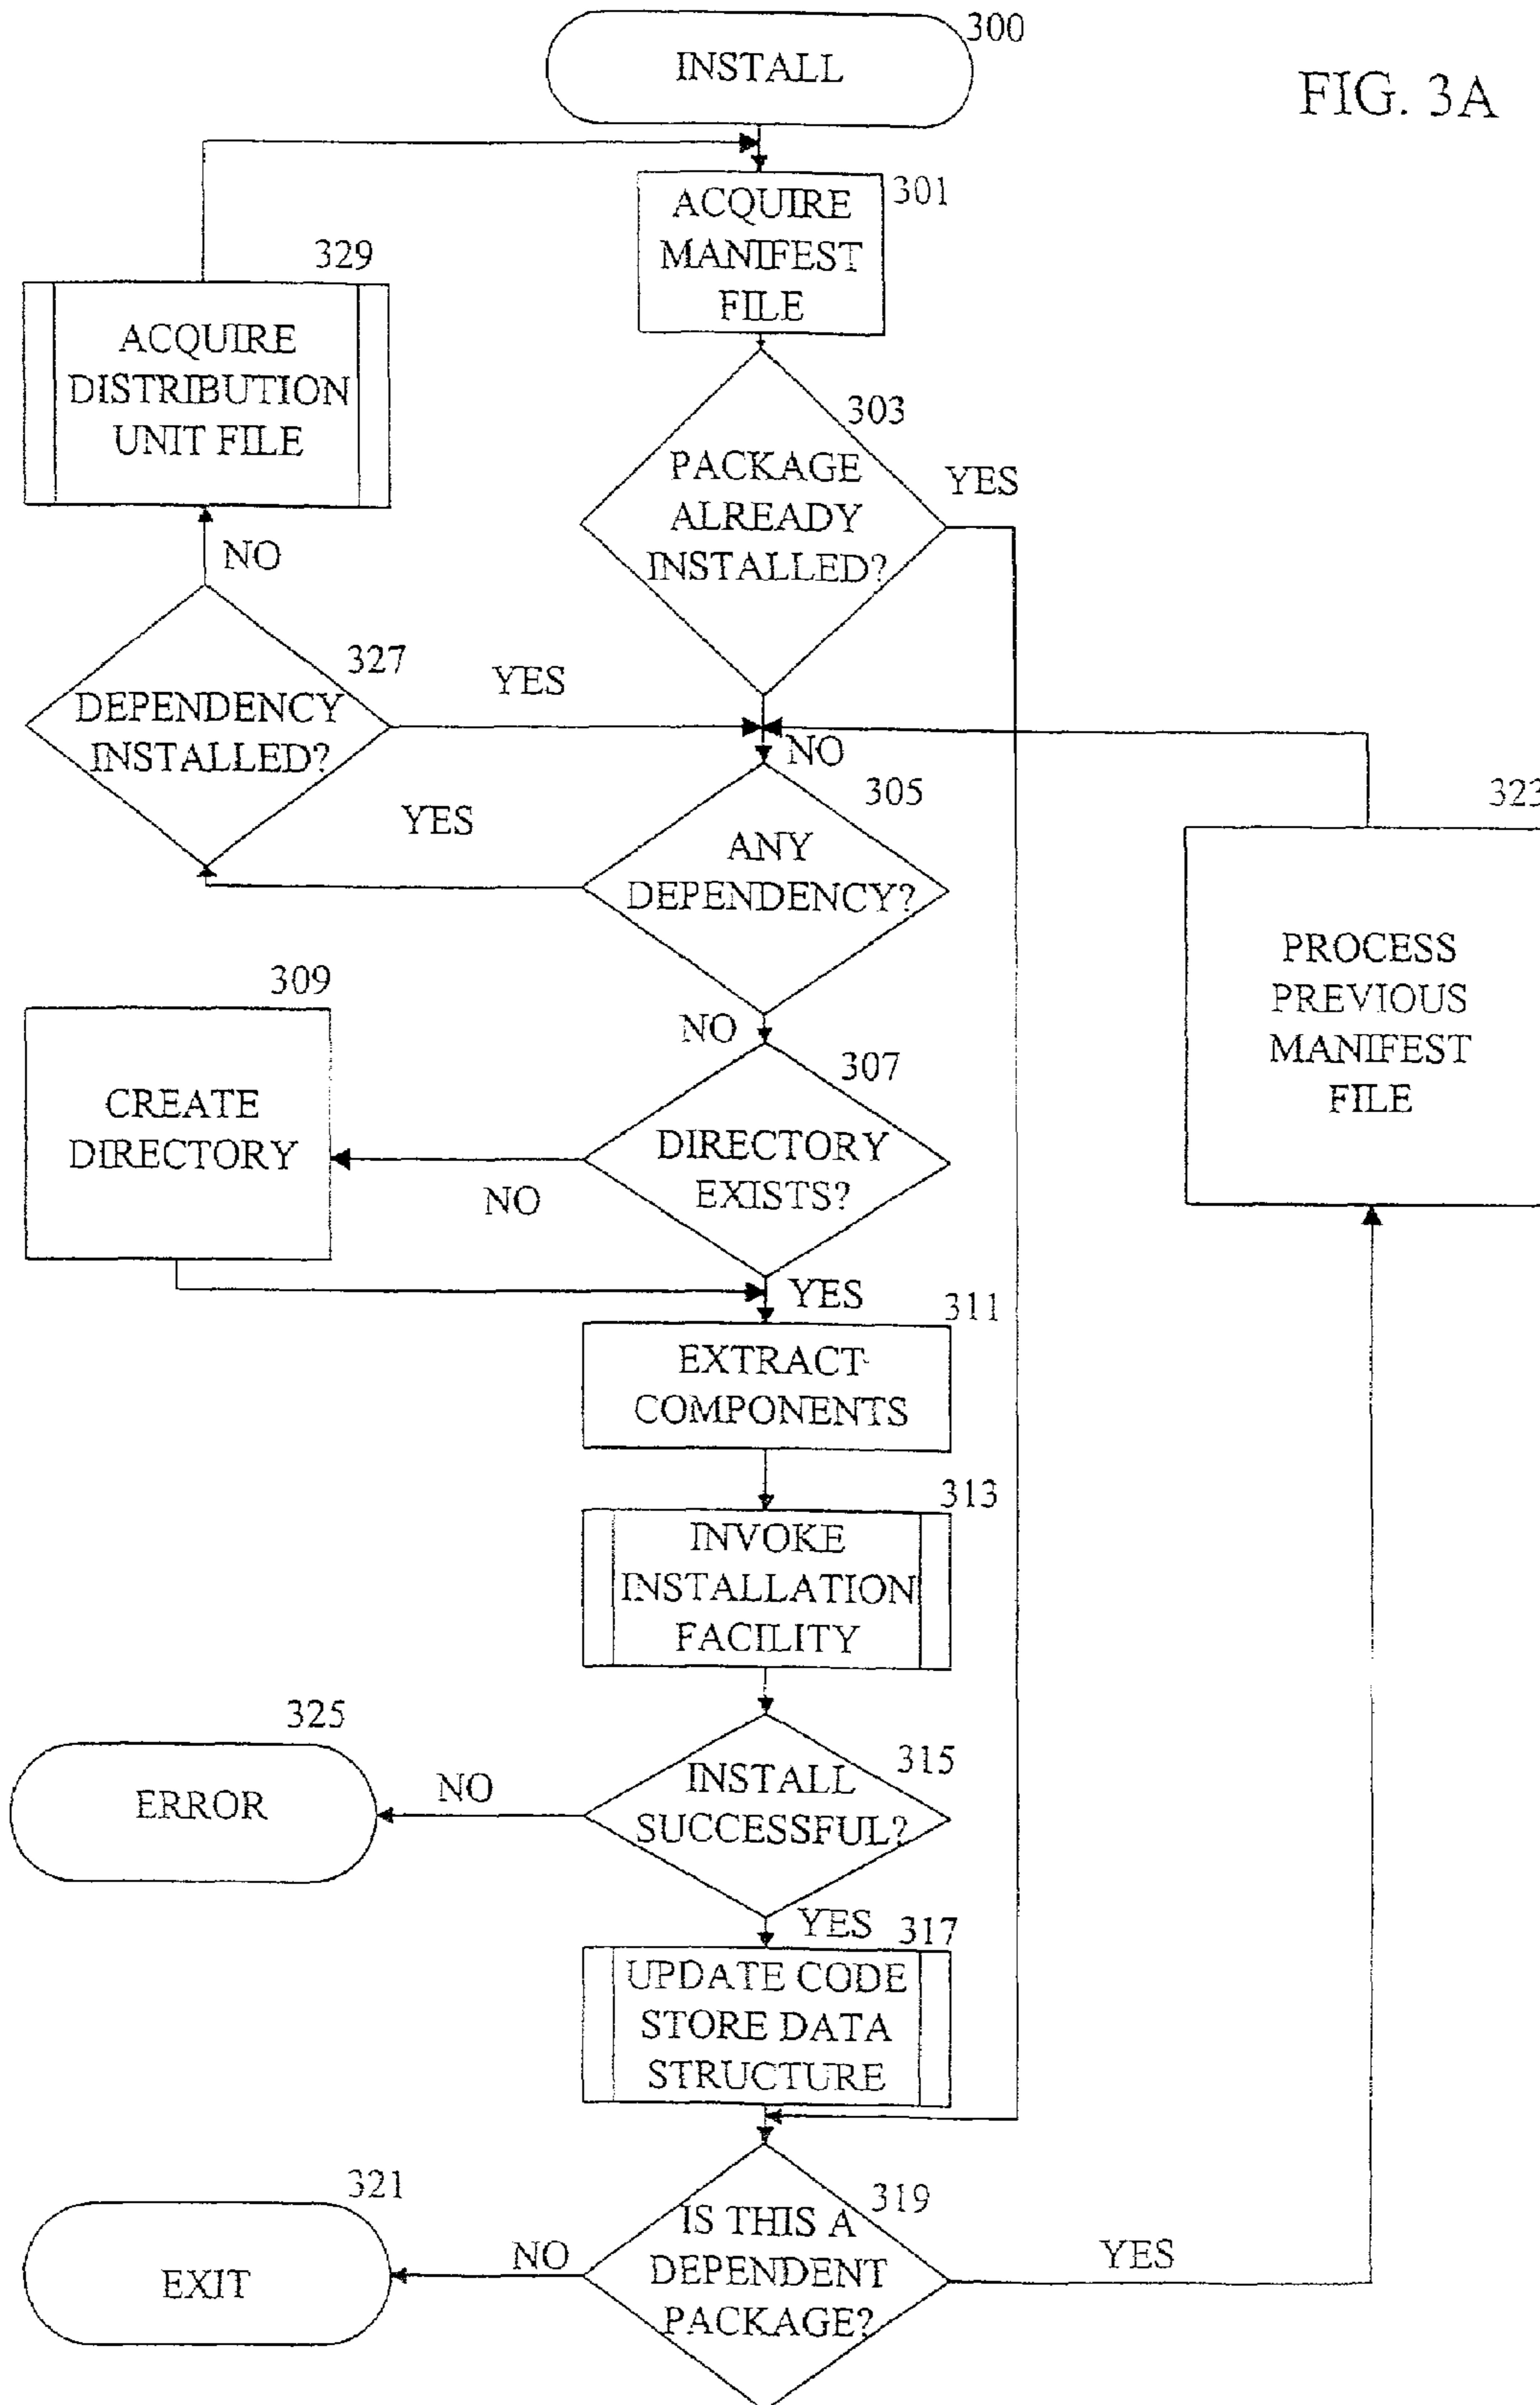 300
INSTALL
FIG. 3A
301
ACQUIRE
MANIFEST
FILE
329
ACQUIRE
DISTRIBUTION
UNIT FILE
303
PACKAGE
ALREADY
INSTALLED?
YES
NO
327
DEPENDENCY
INSTALLED?
YES
NO
305
ANY
DEPENDENCY?
YES
323
PROCESS
PREVIOUS
MANIFEST
FILE
309
CREATE
DIRECTORY
NO
307
DIRECTORY
EXISTS?
NO
YES
311
EXTRACT
COMPONENTS
313
INVOKE
INSTALLATION
FACILITY
325
ERROR
NO
315
INSTALL
SUCCESSFUL?
YES
317
UPDATE CODE
STORE DATA
STRUCTURE
321
EXIT
NO
319
IS THIS A
DEPENDENT
PACKAGE?
YES